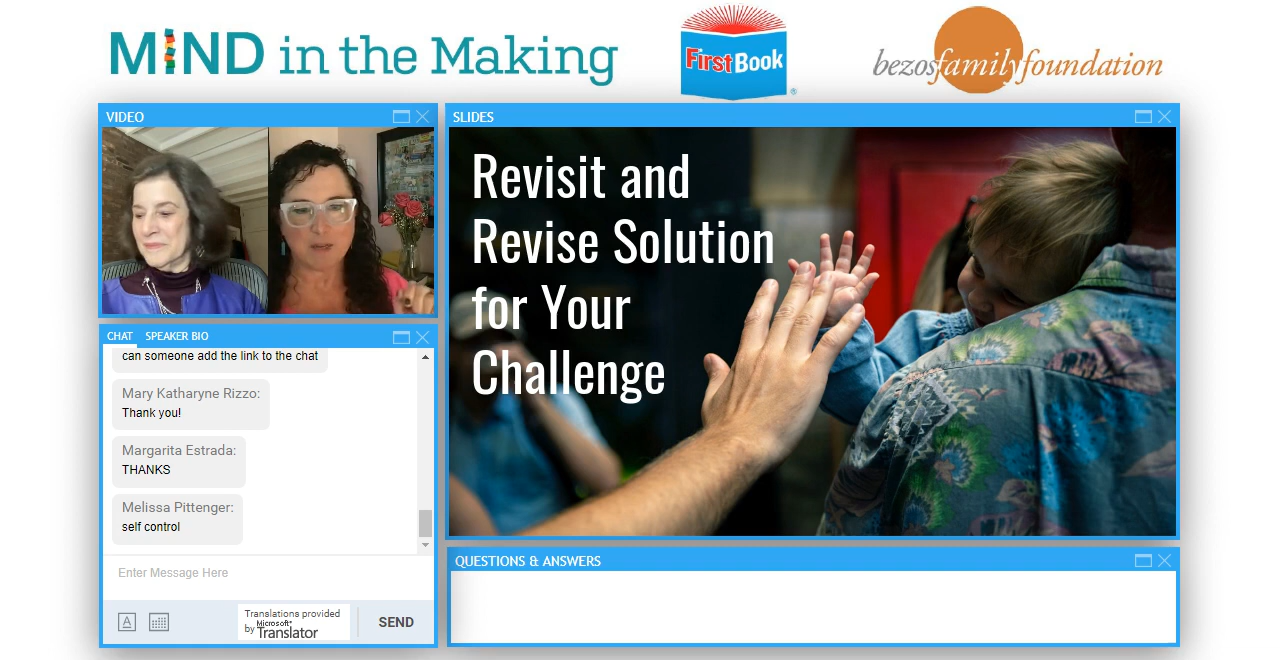 MIND in the Making
First Book
®
bezosfamilyfoundation
VIDEO
SLIDES
Revisit and
Revise Solution
for Your
Challenge
CHAT SPEAKER BIO
can someone add the link to the chat
Mary Katharyne Rizzo:
Thank you!
Margarita Estrada:
THANKS
Melissa Pittenger:
self control
Enter Message Here
A
Translations provided
by Microsoft® Translator
SEND
QUESTIONS & ANSWERS